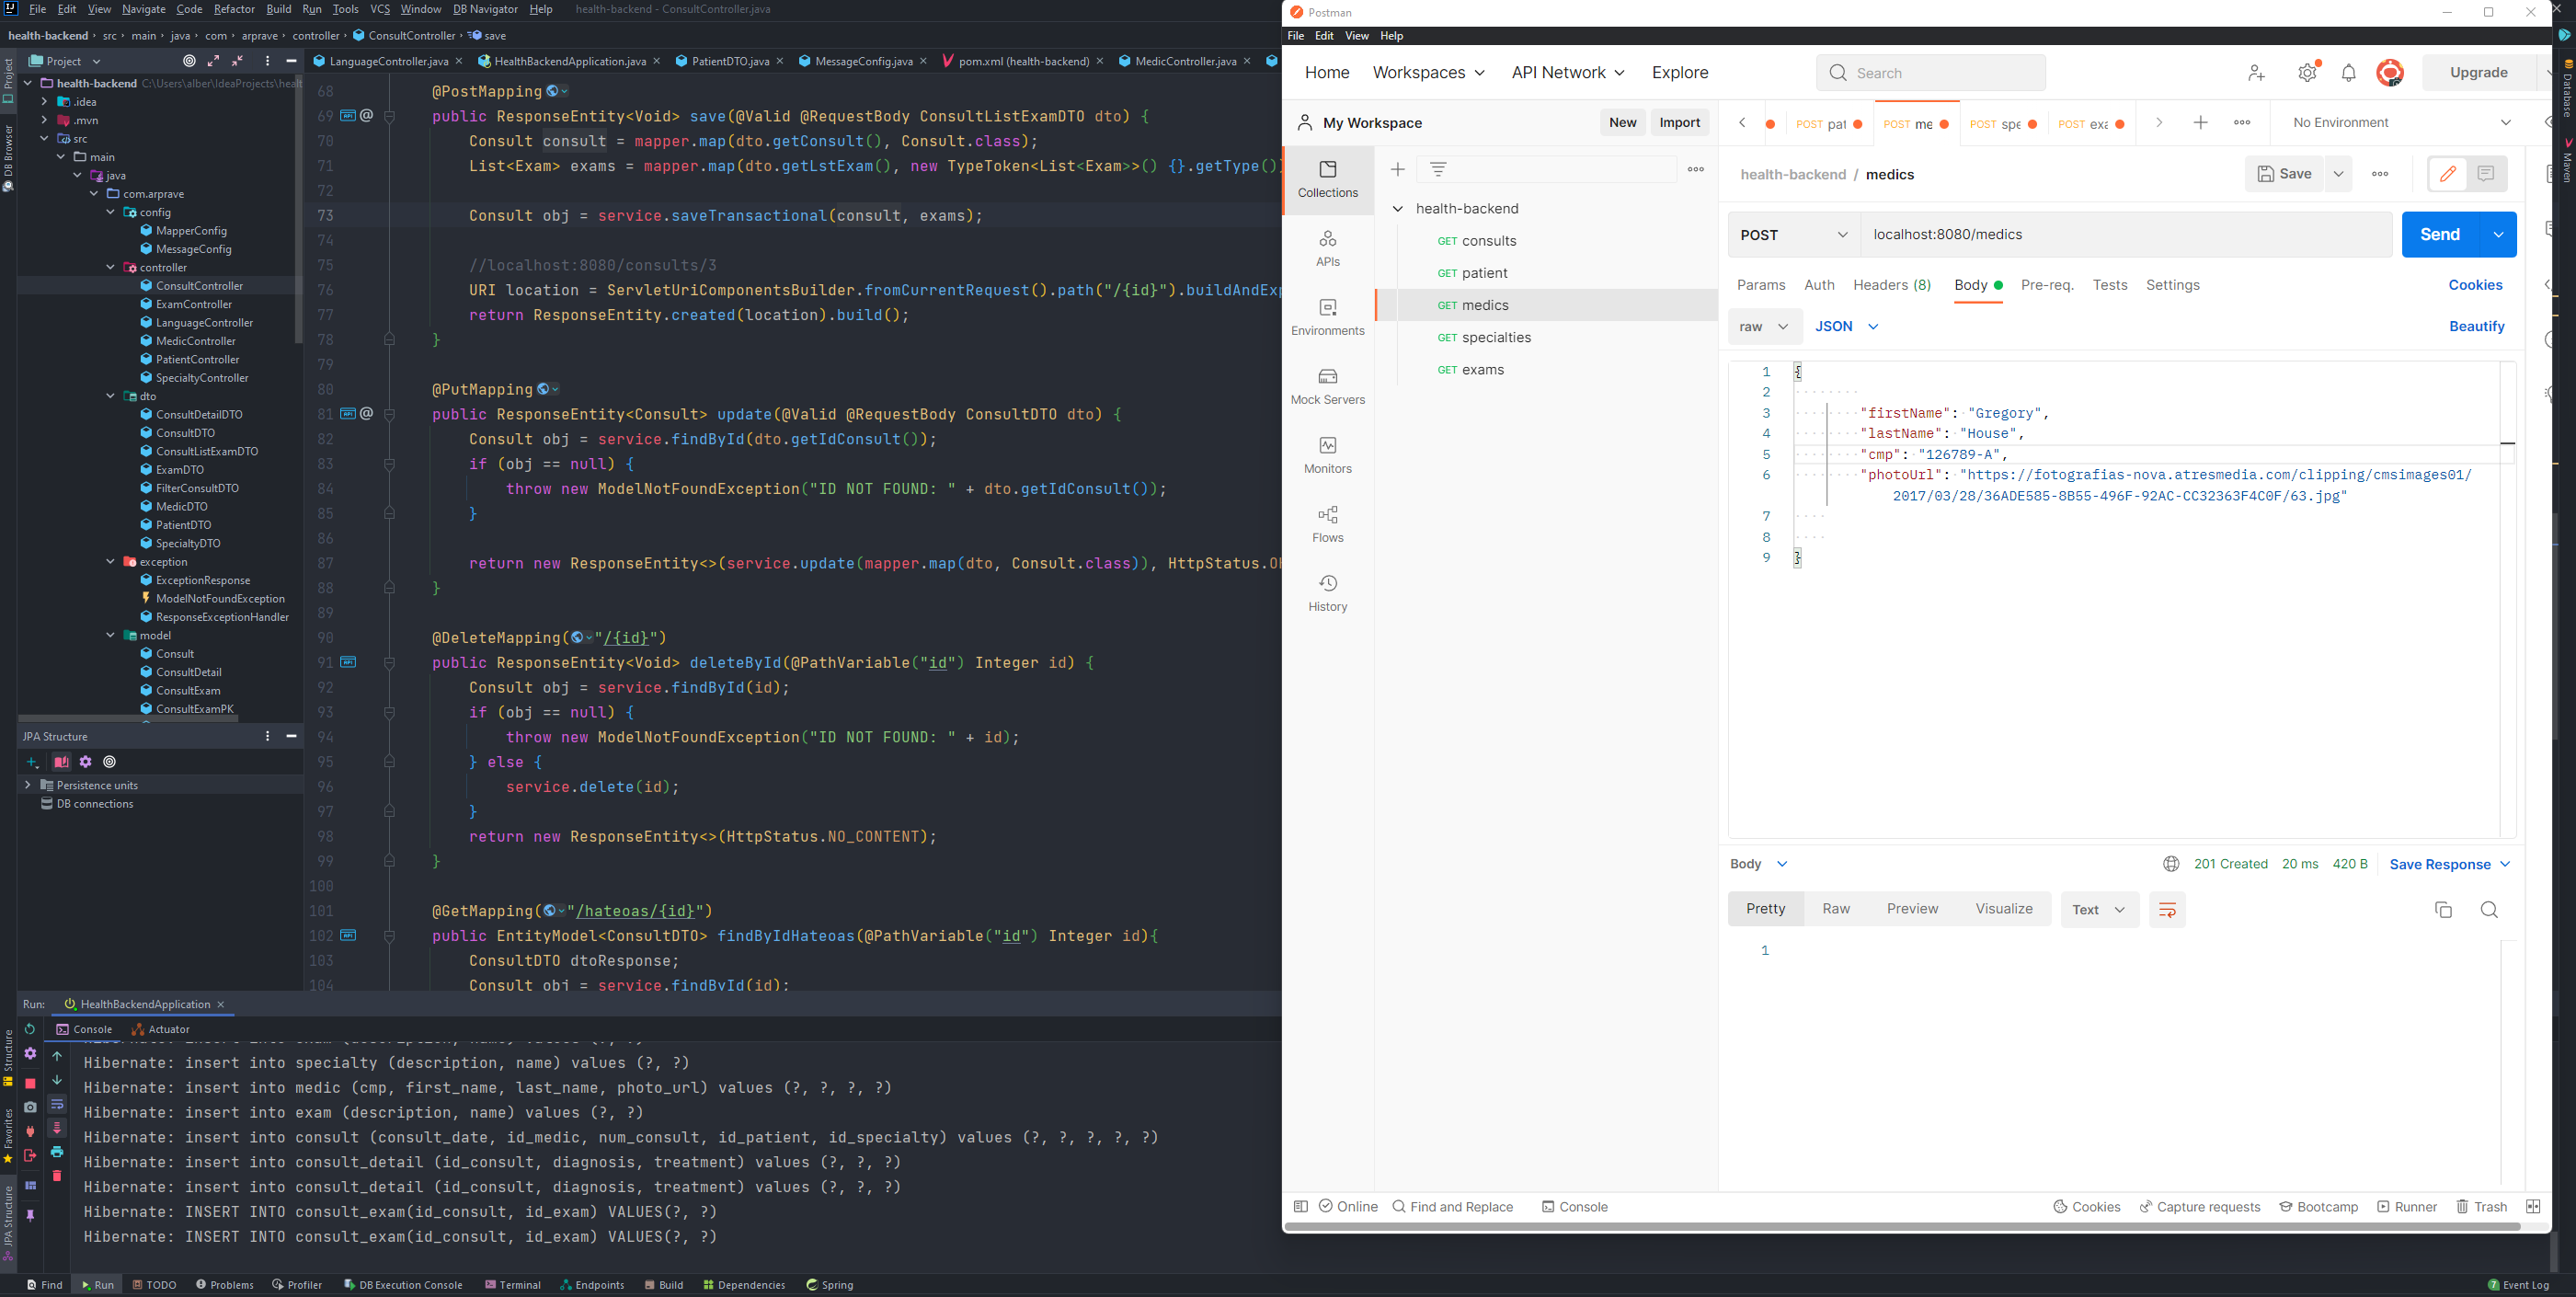 File Edit View Navigate Code Refactor Build Run Tools VCS Window DB Navigator Help health-backend - ConsultController.java
health-backend src main java com arprave controller ConsultController save
Project
LanguageController.java HealthBackendApplication.java PatientDTO.java MessageConfig.java pom.xml (health-backend) MedicController.java
health-backend C:\Users\alber\IdeaProjects\healt
.idea
.mvn
src
main
java
com.arprave
config
MapperConfig
MessageConfig
controller
ConsultController
ExamController
LanguageController
MedicController
PatientController
SpecialtyController
dto
ConsultDetailDTO
ConsultDTO
ConsultListExamDTO
ExamDTO
FilterConsultDTO
MedicDTO
PatientDTO
SpecialtyDTO
exception
ExceptionResponse
ModelNotFoundException
ResponseExceptionHandler
model
Consult
ConsultDetail
ConsultExam
ConsultExamPK
JPA Structure
Persistence units
DB connections
Project
DB Browser
Structure
Favorites
JPA Structure
68 @PostMapping
69 public ResponseEntity<Void> save(@Valid @RequestBody ConsultListExamDTO dto) {
70 Consult consult = mapper.map(dto.getConsult(), Consult.class);
71 List<Exam> exams = mapper.map(dto.getLstExam(), new TypeToken<List<Exam>>() {}.getType()
72
73 Consult obj = service.saveTransactional(consult, exams);
74
75 //localhost:8080/consults/3
76 URI location = ServletUriComponentsBuilder.fromCurrentRequest().path("/{id}").buildAndExp
77 return ResponseEntity.created(location).build();
78 }
79
80 @PutMapping
81 public ResponseEntity<Consult> update(@Valid @RequestBody ConsultDTO dto) {
82 Consult obj = service.findById(dto.getIdConsult());
83 if (obj == null) {
84 throw new ModelNotFoundException("ID NOT FOUND: " + dto.getIdConsult());
85 }
86
87 return new ResponseEntity<>(service.update(mapper.map(dto, Consult.class)), HttpStatus.O
88 }
89
90 @DeleteMapping("/{id}")
91 public ResponseEntity<Void> deleteById(@PathVariable("id") Integer id) {
92 Consult obj = service.findById(id);
93 if (obj == null) {
94 throw new ModelNotFoundException("ID NOT FOUND: " + id);
95 } else {
96 service.delete(id);
97 }
98 return new ResponseEntity<>(HttpStatus.NO_CONTENT);
99 }
100
101 @GetMapping("/hateoas/{id}")
102 public EntityModel<ConsultDTO> findByIdHateoas(@PathVariable("id") Integer id){
103 ConsultDTO dtoResponse;
104 Consult obj = service.findById(id);
Run: HealthBackendApplication
Console Actuator
Hibernate: insert into exam (description, name) values (?, ?)
Hibernate: insert into specialty (description, name) values (?, ?)
Hibernate: insert into medic (cmp, first_name, last_name, photo_url) values (?, ?, ?, ?)
Hibernate: insert into exam (description, name) values (?, ?)
Hibernate: insert into consult (consult_date, id_medic, num_consult, id_patient, id_specialty) values (?, ?, ?, ?, ?)
Hibernate: insert into consult_detail (id_consult, diagnosis, treatment) values (?, ?, ?)
Hibernate: insert into consult_detail (id_consult, diagnosis, treatment) values (?, ?, ?)
Hibernate: INSERT INTO consult_exam(id_consult, id_exam) VALUES(?, ?)
Hibernate: INSERT INTO consult_exam(id_consult, id_exam) VALUES(?, ?)
Find Run TODO Problems Profiler DB Execution Console Terminal Endpoints Build Dependencies Spring
7 Event Log
Database
Maven
Postman
File Edit View Help
Home Workspaces API Network Explore Search Upgrade
My Workspace New Import
POST pat POST me POST spe POST exa No Environment
Collections
APIs
Environments
Mock Servers
Monitors
Flows
History
health-backend
GET consults
GET patient
GET medics
GET specialties
GET exams
health-backend / medics Save
POST localhost:8080/medics Send
Params Auth Headers (8) Body Pre-req. Tests Settings Cookies
raw JSON Beautify
1 {
2
3 "firstName": "Gregory",
4 "lastName": "House",
5 "cmp": "126789-A",
6 "photoUrl": "https://fotografias-nova.atresmedia.com/clipping/cmsimages01/
2017/03/28/36ADE585-8B55-496F-92AC-CC32363F4C0F/63.jpg"
7
8
9 }
Body 201 Created 20 ms 420 B Save Response
Pretty Raw Preview Visualize Text
1
Online Find and Replace Console Cookies Capture requests Bootcamp Runner Trash